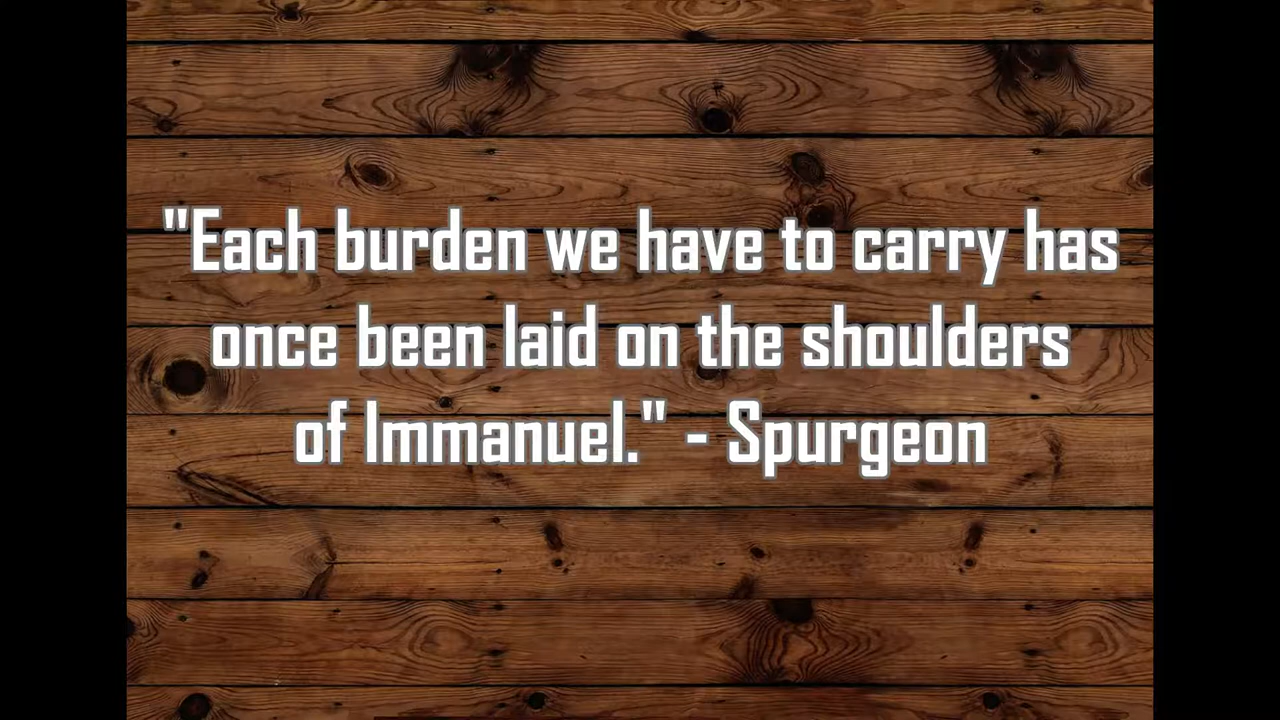 "Each burden we have to carry has
once been laid on the shoulders
of Immanuel." - Spurgeon